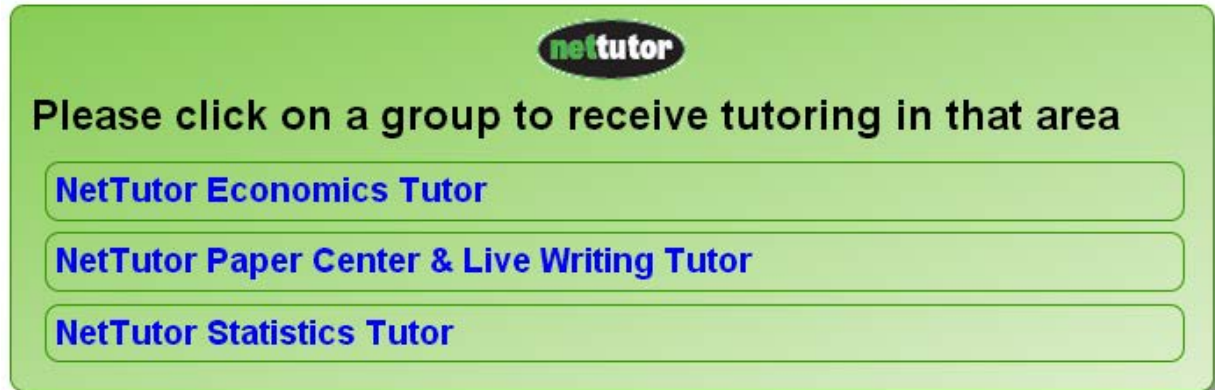 nettutor
Please click on a group to receive tutoring in that area
NetTutor Economics Tutor
NetTutor Paper Center & Live Writing Tutor
NetTutor Statistics Tutor